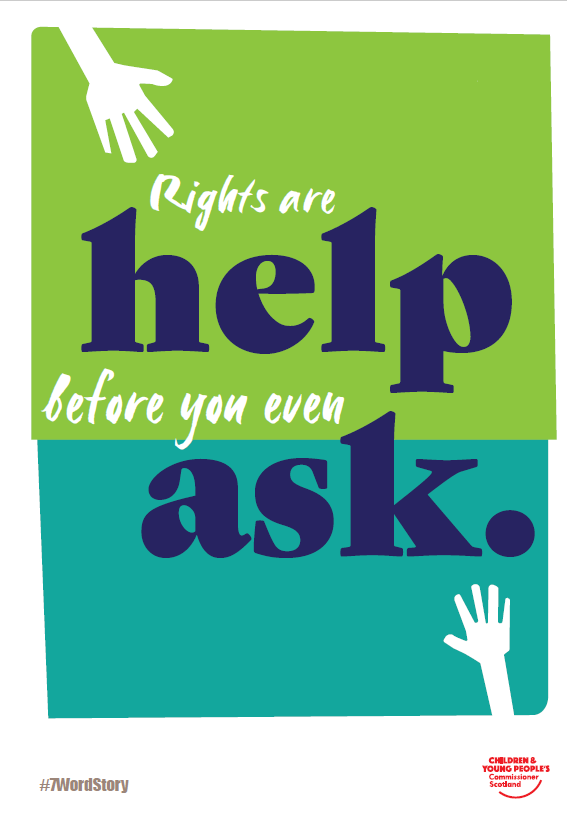 Rights are
help
before you even
ask.
#7WordStory
CHILDREN &
YOUNG PEOPLE'S
Commissioner
Scotland